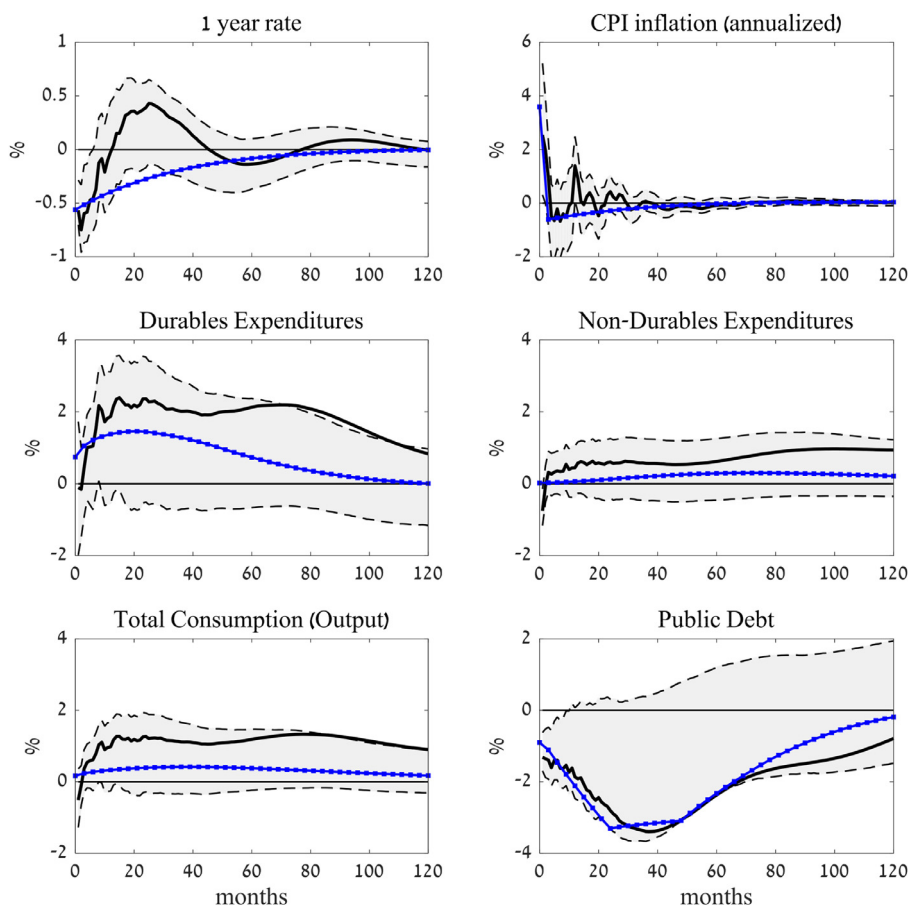 1 year rate
CPI inflation (annualized)
1
0.5
0
-0.5
-1
%
0 20 40 60 80 100 120
6
4
2
0
-2
%
0 20 40 60 80 100 120
Durables Expenditures
Non-Durables Expenditures
4
2
0
-2
%
0 20 40 60 80 100 120
4
2
0
-2
%
0 20 40 60 80 100 120
Total Consumption (Output)
Public Debt
4
2
0
-2
%
0 20 40 60 80 100 120
months
2
0
-2
-4
%
0 20 40 60 80 100 120
months